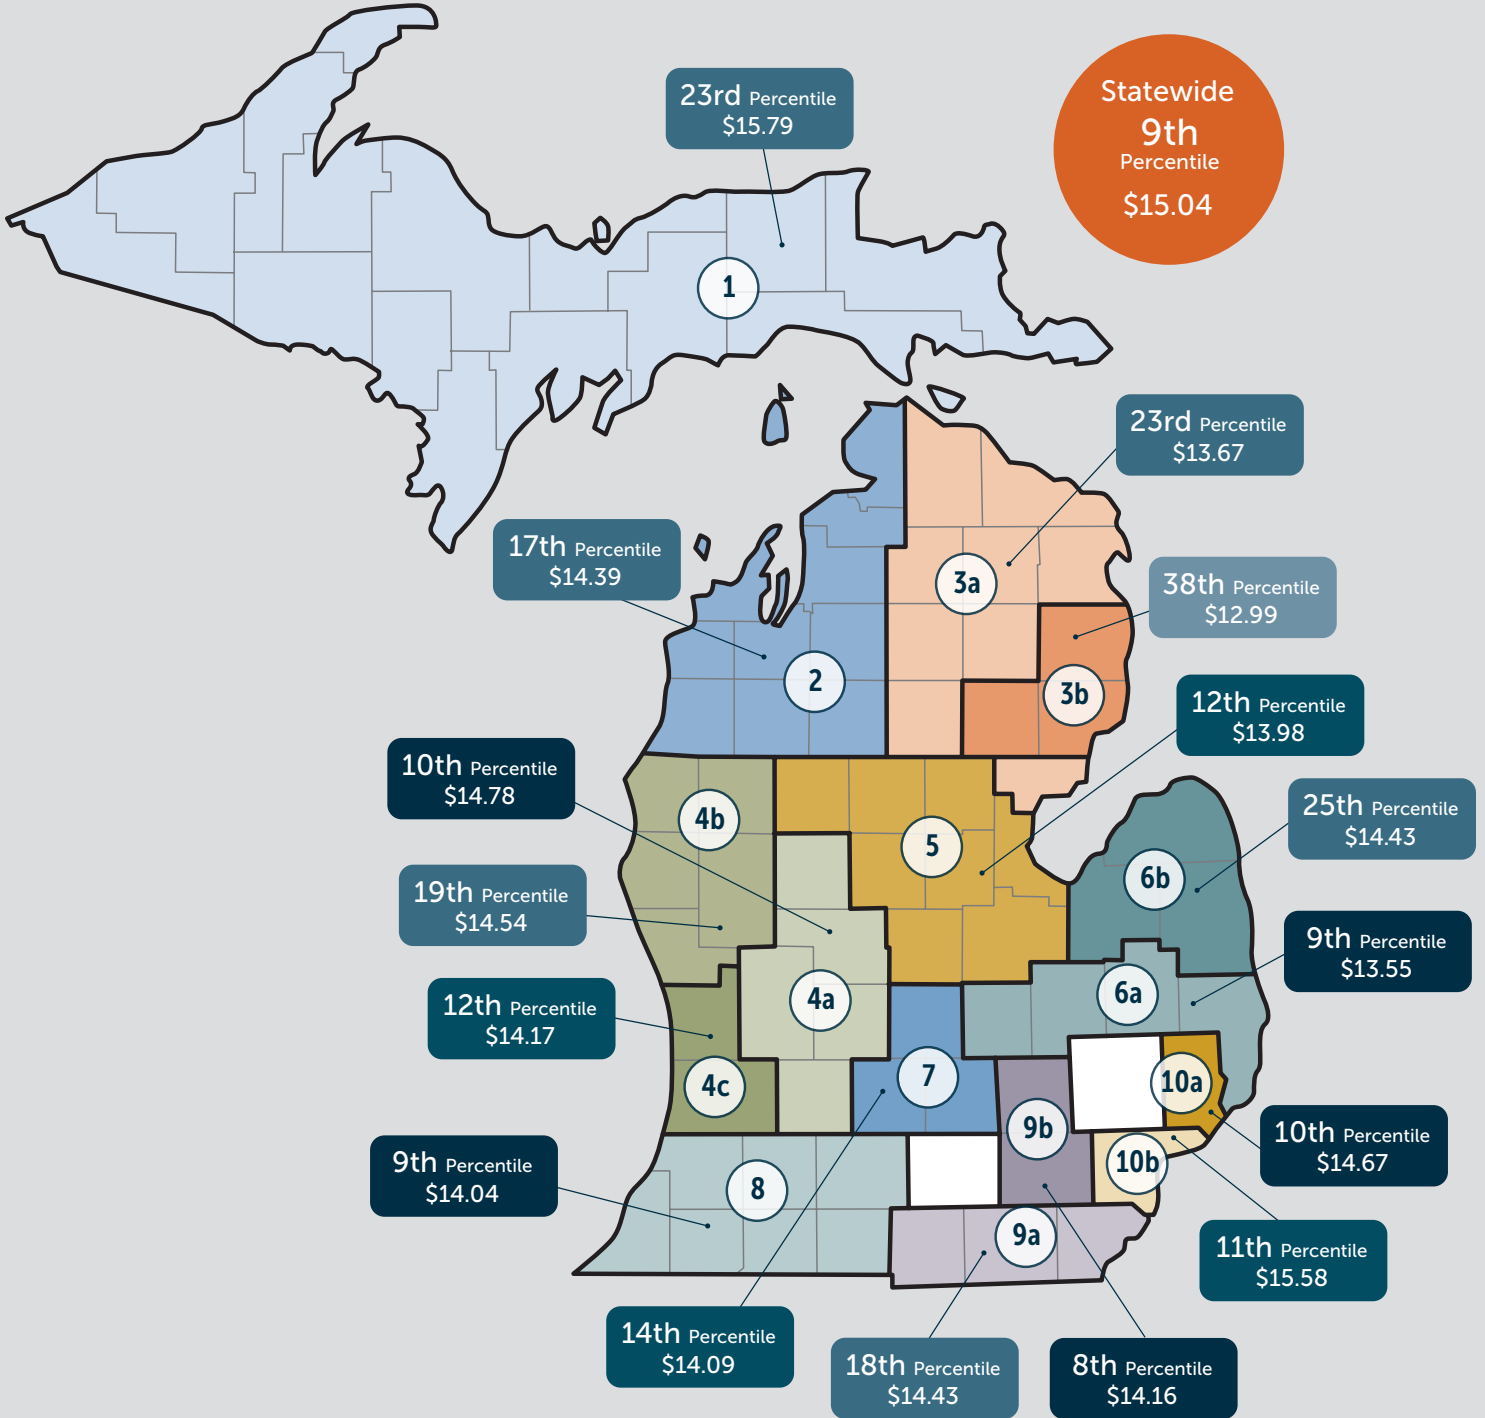 Statewide
9th
Percentile
$15.04
23rd Percentile
$15.79
1
23rd Percentile
$13.67
17th Percentile
$14.39
3a
38th Percentile
$12.99
2
3b
12th Percentile
$13.98
10th Percentile
$14.78
4b
5
25th Percentile
$14.43
6b
19th Percentile
$14.54
9th Percentile
$13.55
4a
6a
12th Percentile
$14.17
4c
7
10a
9b
10th Percentile
$14.67
9th Percentile
$14.04
8
10b
9a
11th Percentile
$15.58
14th Percentile
$14.09
18th Percentile
$14.43
8th Percentile
$14.16